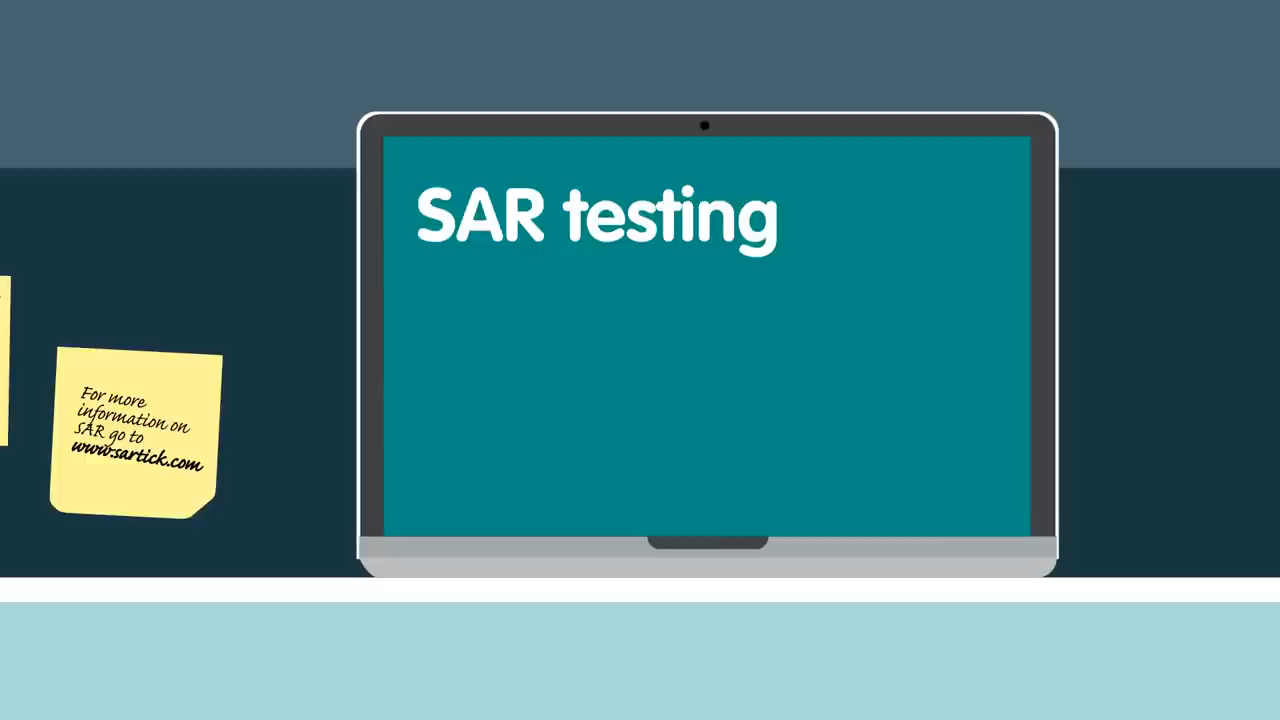 SAR testing
For more
information on
SAR go to
www.sartick.com